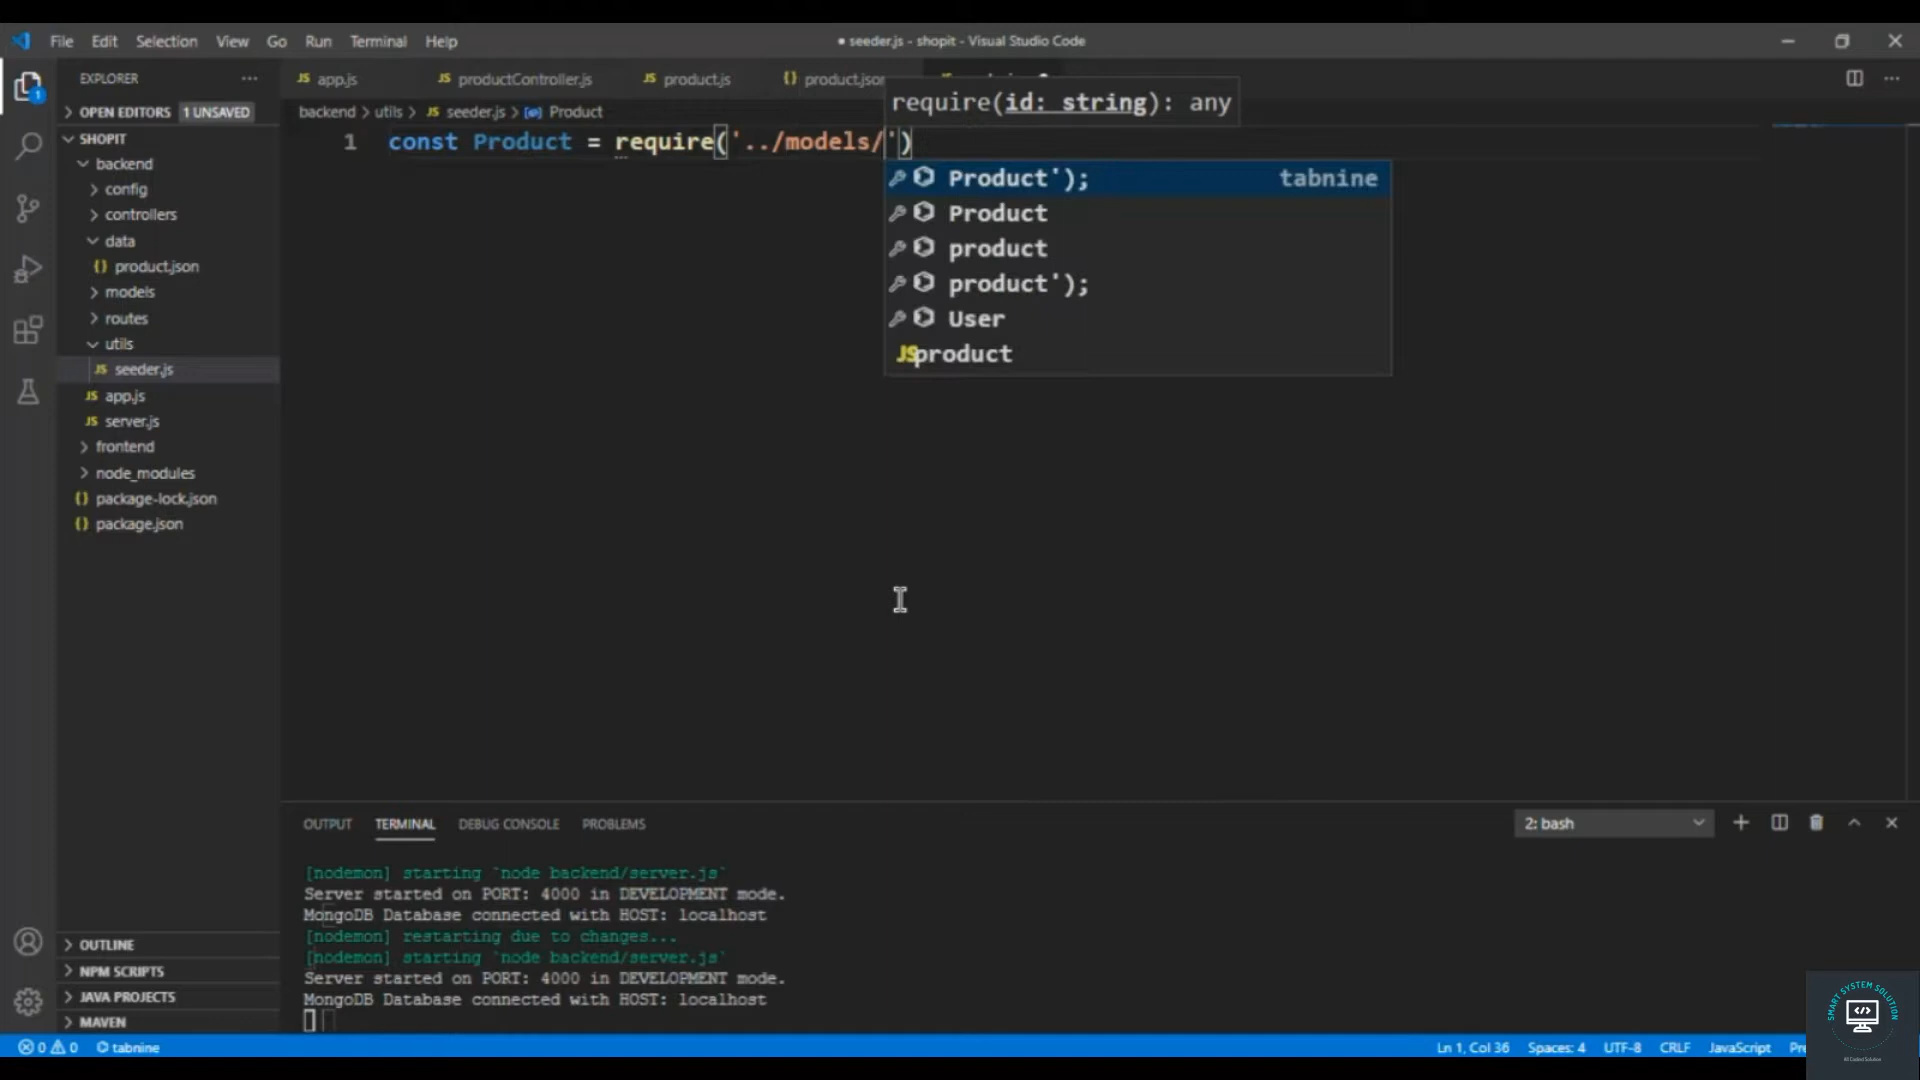 File Edit Selection View Go Run Terminal Help
● seeder.js - shopit - Visual Studio Code
EXPLORER
OPEN EDITORS 1 UNSAVED
SHOPIT
backend
config
controllers
data
{} product.json
models
routes
utils
JS seeder.js
JS app.js
JS server.js
frontend
node_modules
{} package-lock.json
{} package.json
OUTLINE
NPM SCRIPTS
JAVA PROJECTS
MAVEN
JS app.js JS productController.js JS product.js {} product.json
backend > utils > JS seeder.js > Product
require(id: string): any
1 const Product = require('../models/')
Product'); tabnine
Product
product
product');
User
JS product
OUTPUT TERMINAL DEBUG CONSOLE PROBLEMS 2: bash
[nodemon] starting `node backend/server.js`
Server started on PORT: 4000 in DEVELOPMENT mode.
MongoDB Database connected with HOST: localhost
[nodemon] restarting due to changes...
[nodemon] starting `node backend/server.js`
Server started on PORT: 4000 in DEVELOPMENT mode.
MongoDB Database connected with HOST: localhost
0 0 tabnine Ln 1, Col 36 Spaces: 4 UTF-8 CRLF JavaScript
SMART SYSTEM SOLUTION